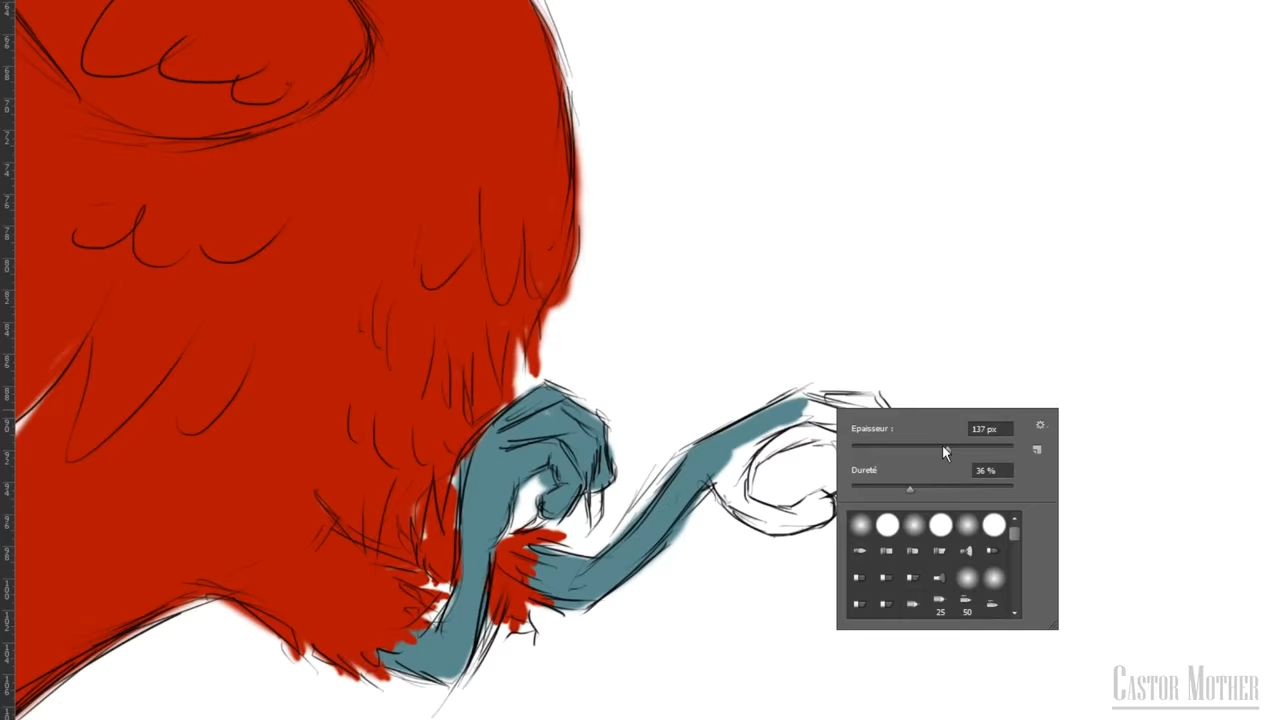 Epaisseur :
137 px
Dureté
36 %
25
50
CASTOR MOTHER